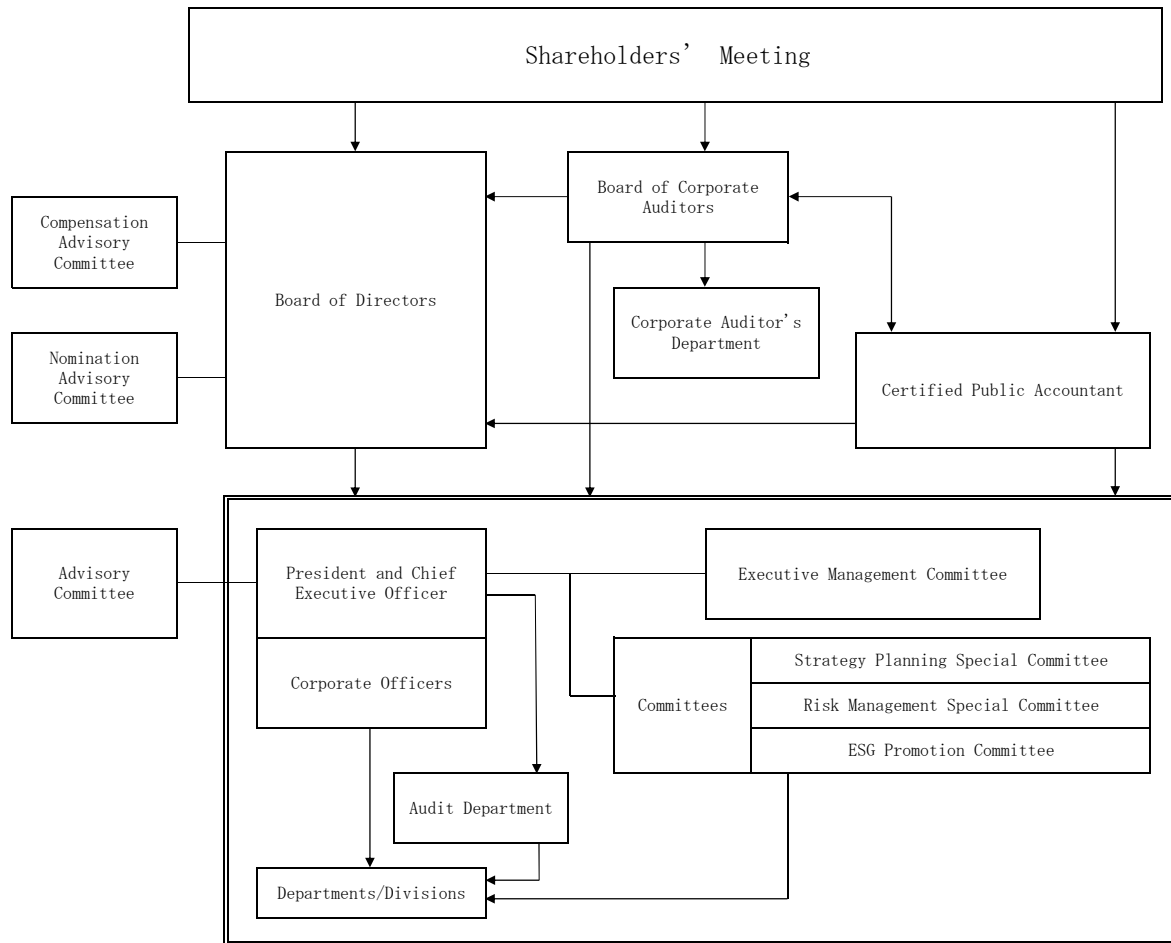 Shareholders’ Meeting
Board of Corporate
Auditors
Compensation
Advisory
Committee
Board of Directors
Corporate Auditor's
Department
Nomination
Advisory
Committee
Certified Public Accountant
Advisory
Committee
President and Chief
Executive Officer
Executive Management Committee
Corporate Officers
Committees
Strategy Planning Special Committee
Risk Management Special Committee
ESG Promotion Committee
Audit Department
Departments/Divisions